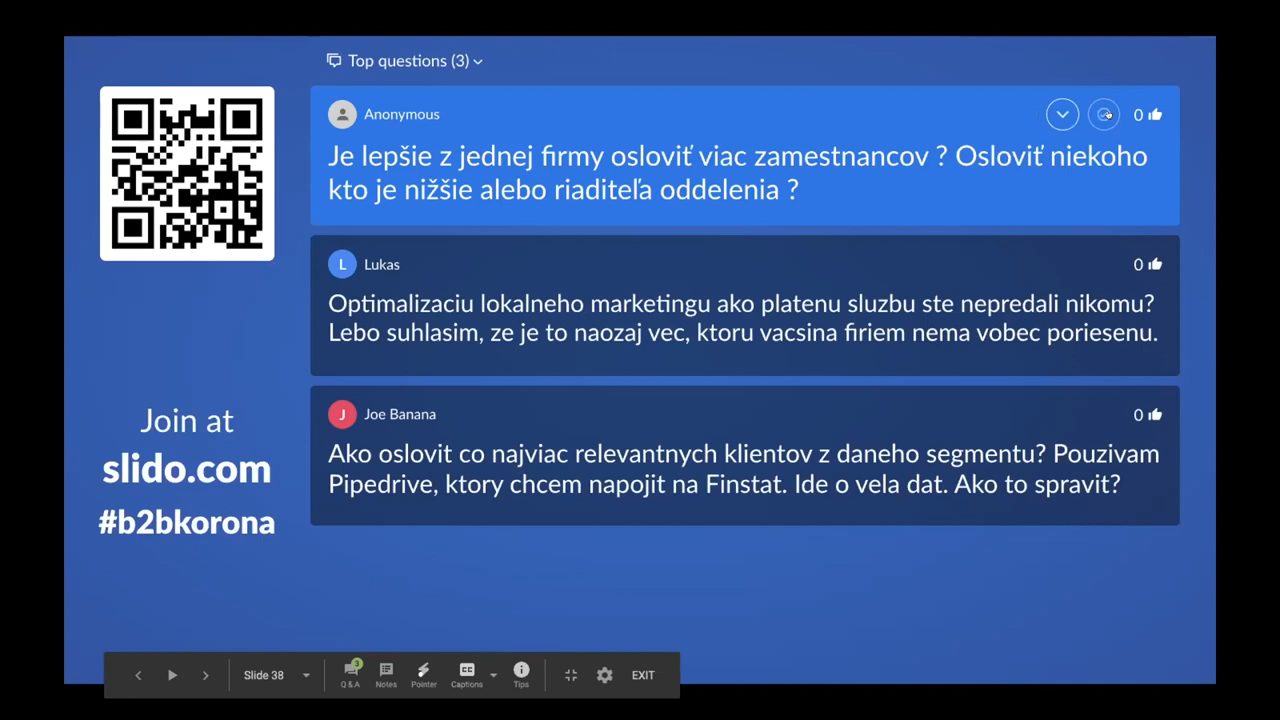 Top questions (3)
Anonymous
0
Je lepšie z jednej firmy osloviť viac zamestnancov ? Osloviť niekoho
kto je nižšie alebo riaditeľa oddelenia ?
L
Lukas
0
Optimalizaciu lokalneho marketingu ako platenu sluzbu ste nepredali nikomu?
Lebo suhlasim, ze je to naozaj vec, ktoru vacsina firiem nema vobec poriesenu.
J
Joe Banana
0
Ako oslovit co najviac relevantnych klientov z daneho segmentu? Pouzivam
Pipedrive, ktory chcem napojit na Finstat. Ide o vela dat. Ako to spravit?
Join at
slido.com
#b2bkorona
Slide 38
3
Q & A
Notes
Pointer
CC
Captions
Tips
EXIT